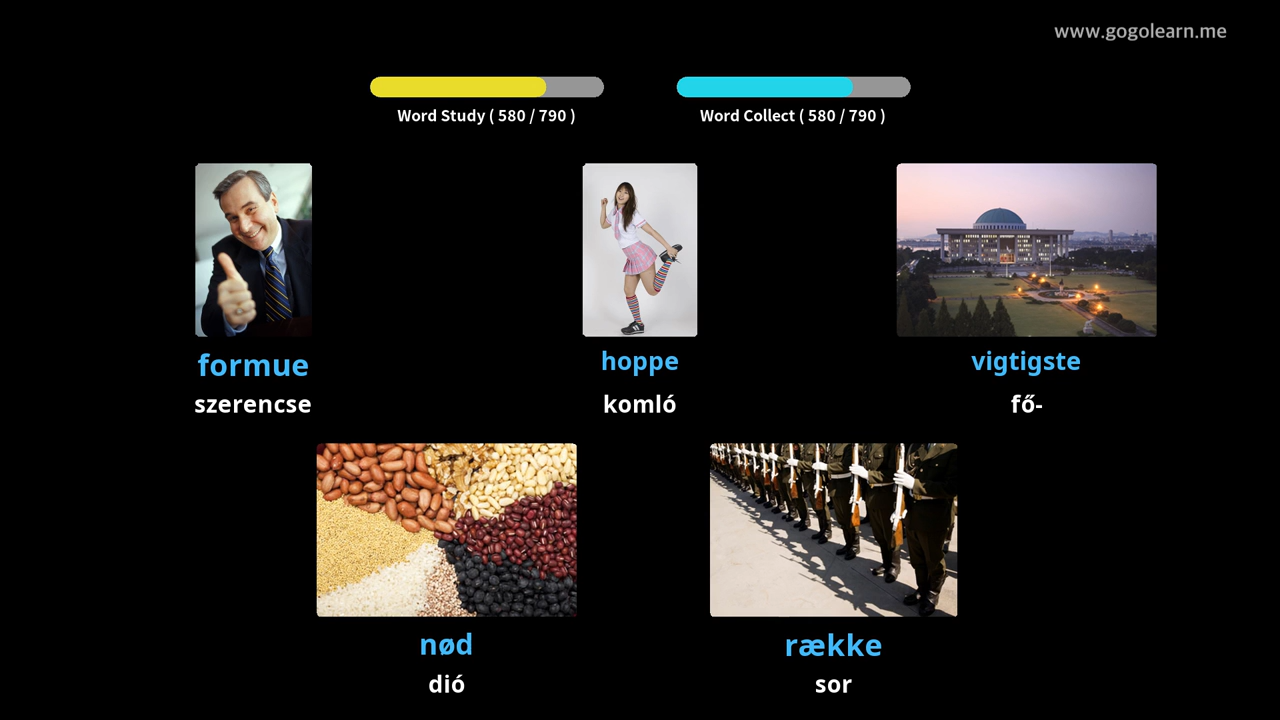 www.gogolearn.me
Word Study ( 580 / 790 )
Word Collect ( 580 / 790 )
formue
szerencse
hoppe
komló
vigtigste
fő-
nød
dió
række
sor